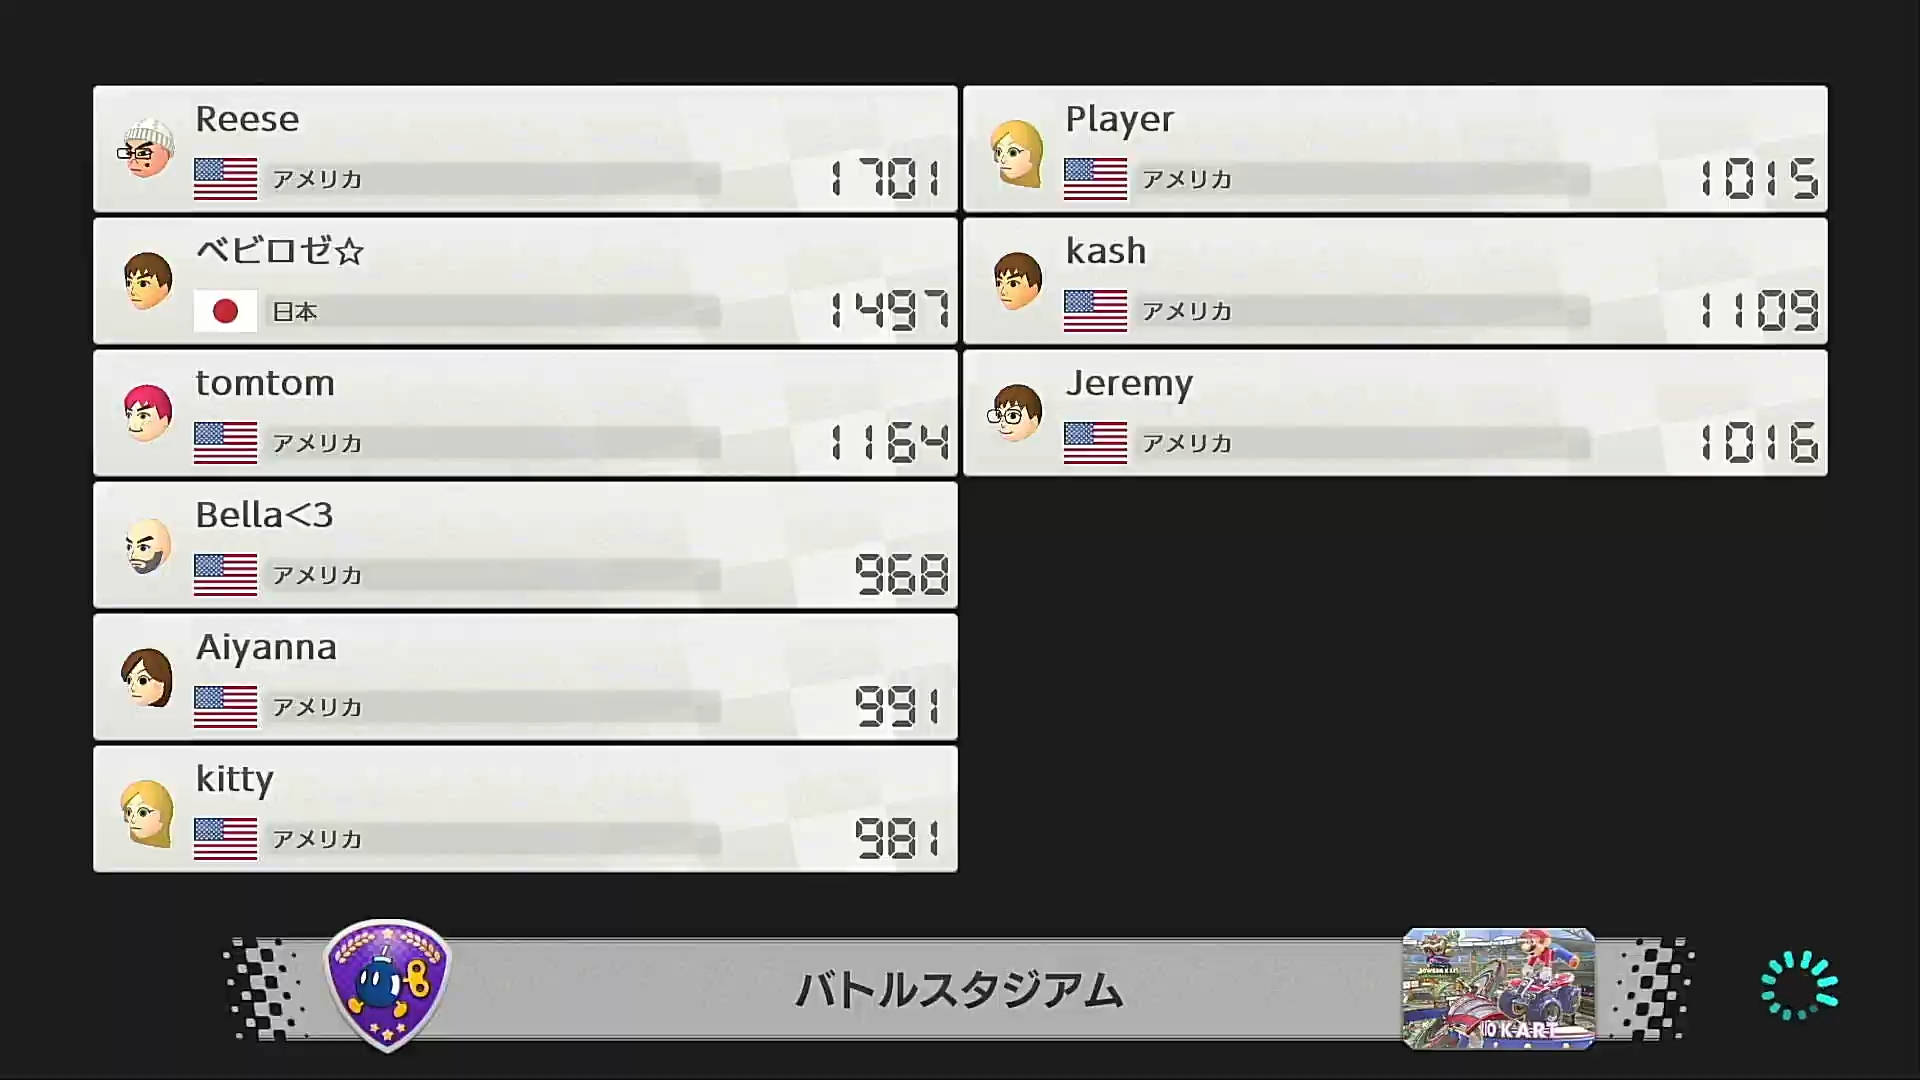 Reese
アメリカ
1701
ベビロゼ☆
日本
1497
tomtom
アメリカ
1164
Bella<3
アメリカ
968
Aiyanna
アメリカ
991
kitty
アメリカ
981
Player
アメリカ
1015
kash
アメリカ
1109
Jeremy
アメリカ
1016
バトルスタジアム